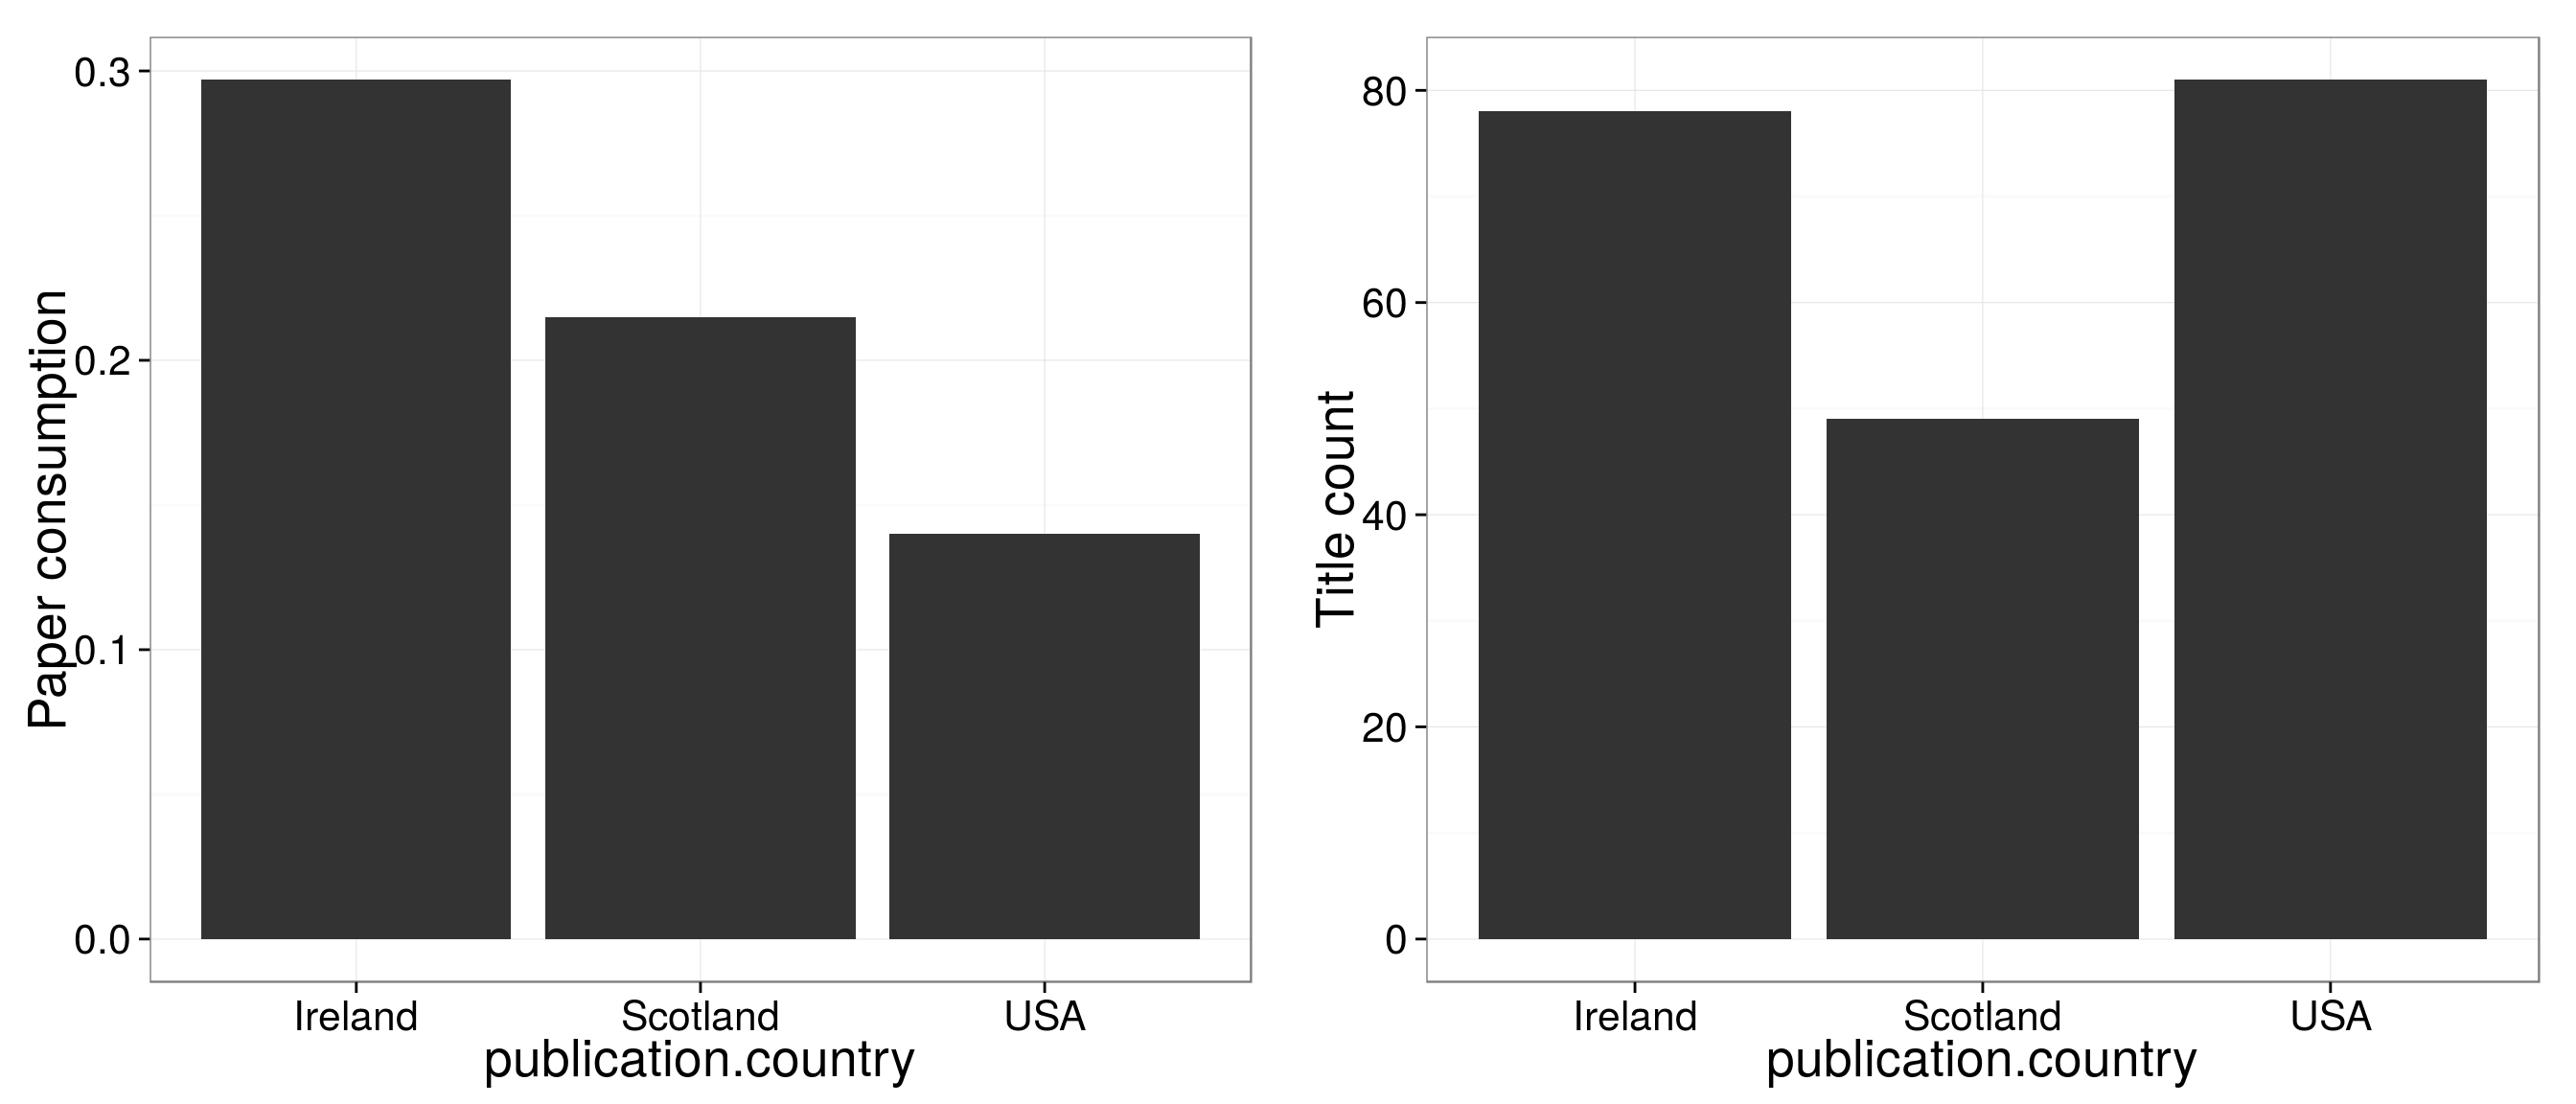 Paper consumption
0.3
0.2
0.1
0.0
Ireland Scotland USA
publication.country
Title count
80
60
40
20
0
Ireland Scotland USA
publication.country